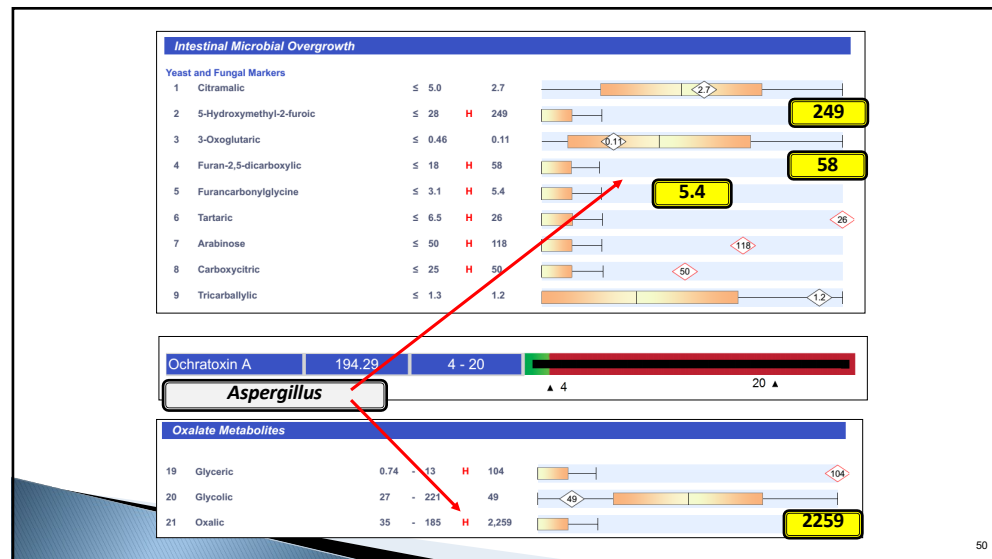 Intestinal Microbial Overgrowth
Yeast and Fungal Markers
1 Citramalic ≤ 5.0 2.7 2.7
2 5-Hydroxymethyl-2-furoic ≤ 28 H 249 249
3 3-Oxoglutaric ≤ 0.46 0.11 0.11
4 Furan-2,5-dicarboxylic ≤ 18 H 58 58
5 Furancarbonylglycine ≤ 3.1 H 5.4 5.4
6 Tartaric ≤ 6.5 H 26 26
7 Arabinose ≤ 50 H 118 118
8 Carboxycitric ≤ 25 H 50 50
9 Tricarballylic ≤ 1.3 1.2 1.2
Ochratoxin A 194.29 4 - 20
▲ 4 20 ▲
Aspergillus
Oxalate Metabolites
19 Glyceric 0.74 - 13 H 104 104
20 Glycolic 27 - 221 49 49
21 Oxalic 35 - 185 H 2,259 2259
50